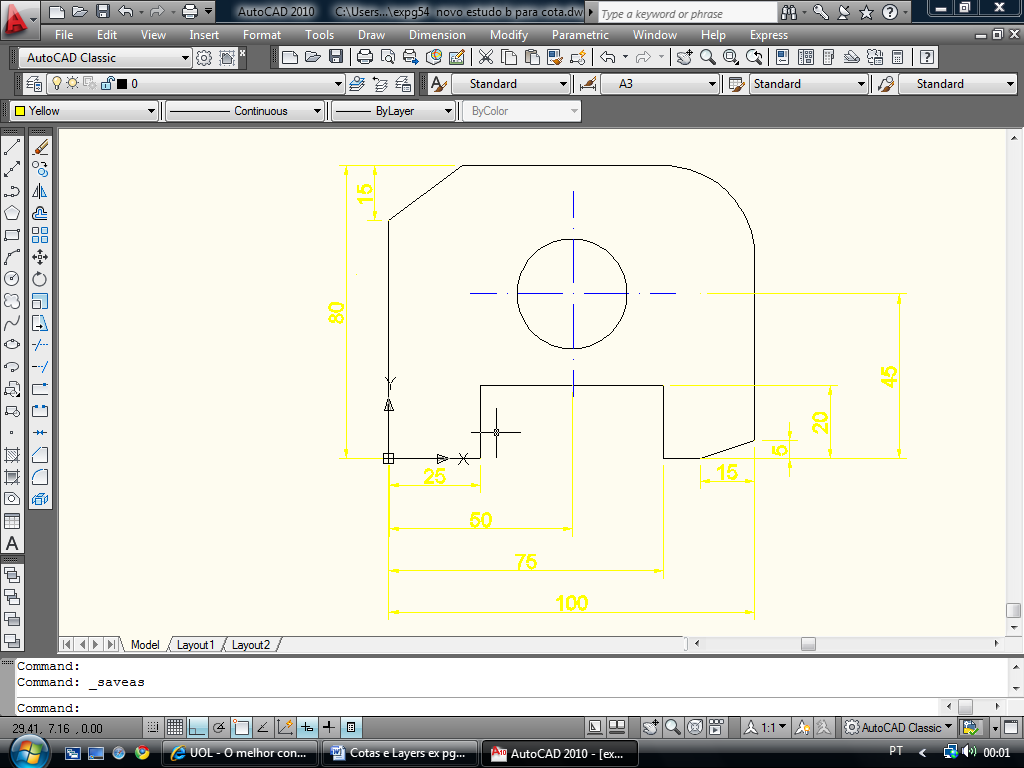 AutoCAD 2010 C:\Users...\expg54 novo estudo b para cota.dw
Type a keyword or phrase
File Edit View Insert Format Tools Draw Dimension Modify Parametric Window Help Express
AutoCAD Classic
0 Standard A3 Standard Standard
Yellow Continuous ByLayer ByColor
15
80
45
20
5
Y
X
25
15
50
75
100
Model Layout1 Layout2
Command:
Command: _saveas
Command:
29.41, 7.16 , 0.00 1:1 AutoCAD Classic
UOL - O melhor con... Cotas e Layers ex pg... AutoCAD 2010 - [ex... PT 00:01